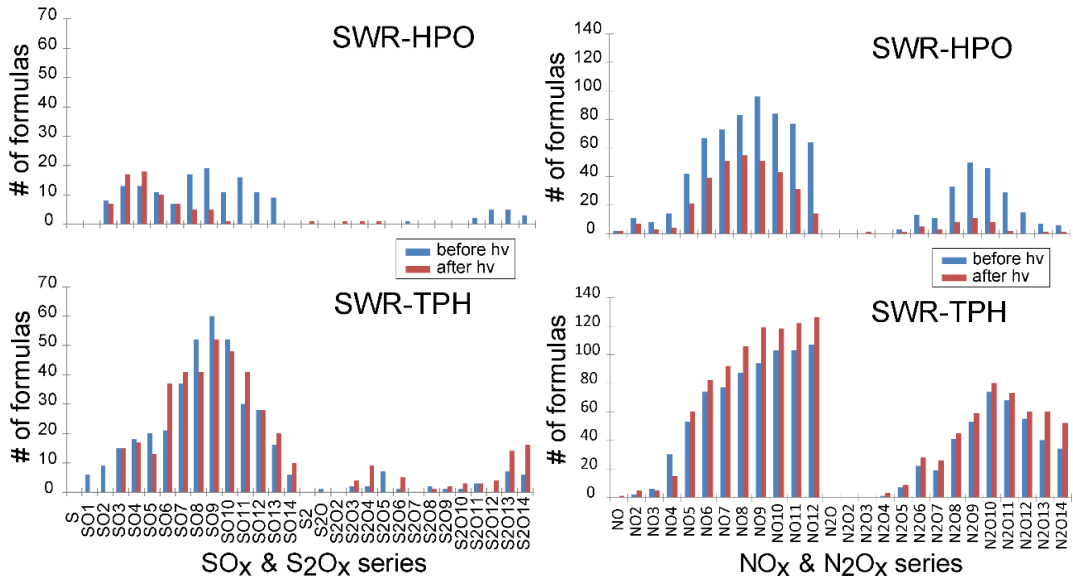 70
60
50
40
30
20
10
0
# of formulas
SWR-HPO
140
120
100
80
60
40
20
0
# of formulas
SWR-HPO
before hv
after hv
before hv
after hv
70
60
50
40
30
20
10
0
# of formulas
SWR-TPH
S
SO1
SO2
SO3
SO4
SO5
SO6
SO7
SO8
SO9
SO10
SO11
SO12
SO13
SO14
S2
S2O
S2O2
S2O3
S2O4
S2O5
S2O6
S2O7
S2O8
S2O9
S2O10
S2O11
S2O12
S2O13
S2O14
SOx & S2Ox series
140
120
100
80
60
40
20
0
# of formulas
SWR-TPH
NO
NO2
NO3
NO4
NO5
NO6
NO7
NO8
NO9
NO10
NO11
NO12
N2O
N2O2
N2O3
N2O4
N2O5
N2O6
N2O7
N2O8
N2O9
N2O10
N2O11
N2O12
N2O13
N2O14
NOx & N2Ox series